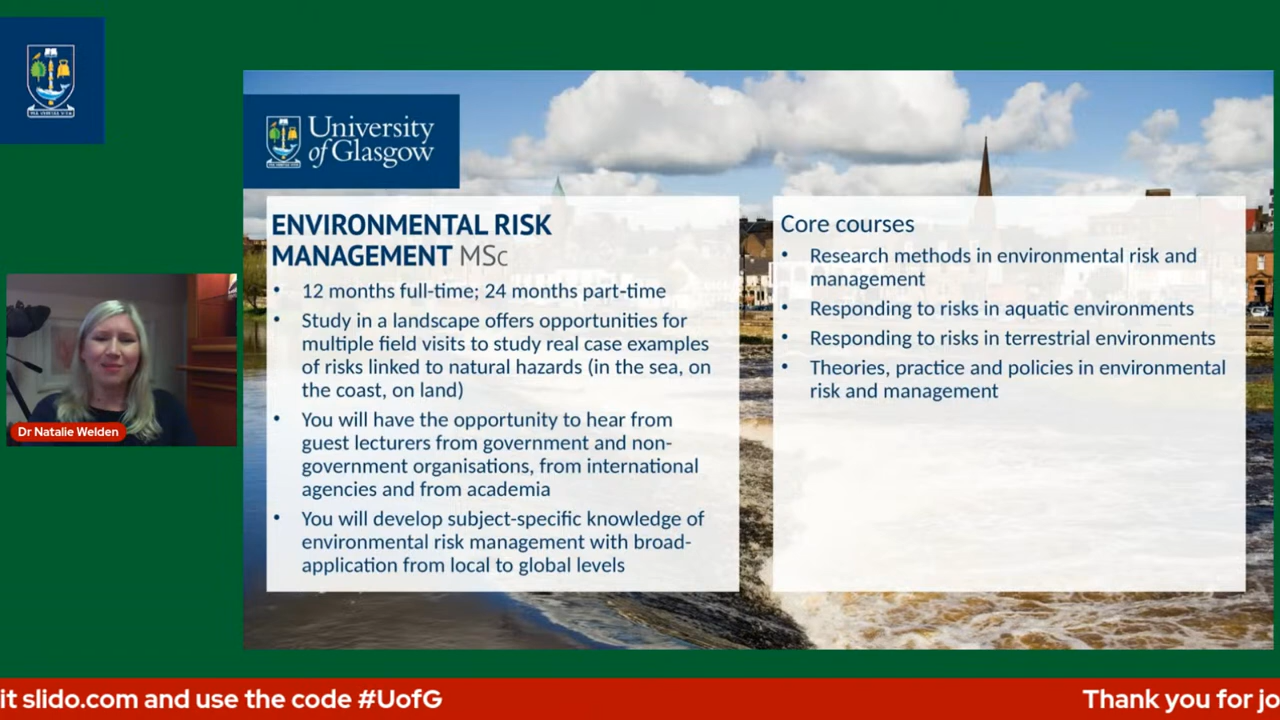 University
of Glasgow
ENVIRONMENTAL RISK
MANAGEMENT MSc
• 12 months full-time; 24 months part-time
• Study in a landscape offers opportunities for
multiple field visits to study real case examples
of risks linked to natural hazards (in the sea, on
the coast, on land)
• You will have the opportunity to hear from
guest lecturers from government and non-
government organisations, from international
agencies and from academia
• You will develop subject-specific knowledge of
environmental risk management with broad-
application from local to global levels
Core courses
• Research methods in environmental risk and
management
• Responding to risks in aquatic environments
• Responding to risks in terrestrial environments
• Theories, practice and policies in environmental
risk and management
Dr Natalie Welden
it slido.com and use the code #UofG
Thank you for jo